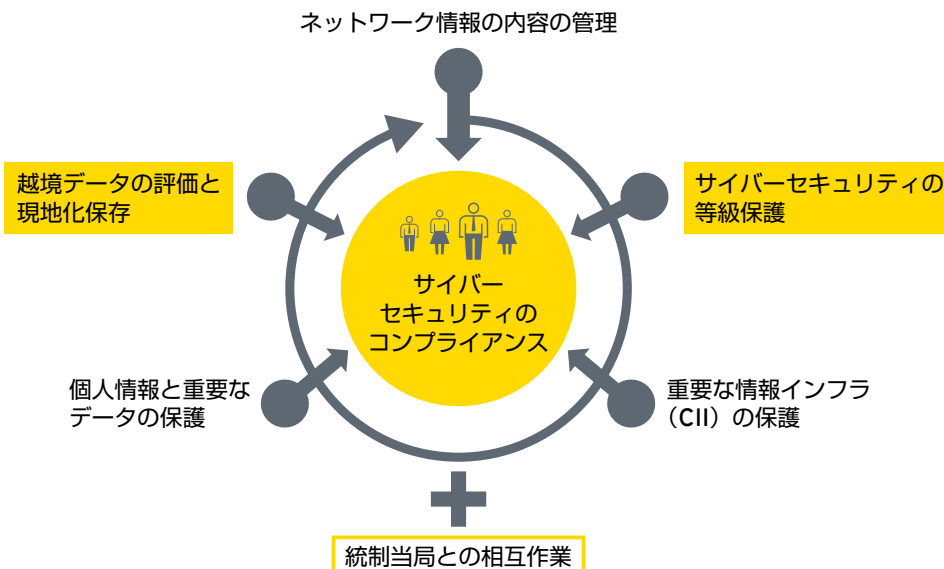 ネットワーク情報の内容の管理
越境データの評価と
現地化保存
サイバーセキュリティの
等級保護
サイバー
セキュリティの
コンプライアンス
個人情報と重要な
データの保護
重要な情報インフラ
（CII）の保護
統制当局との相互作業